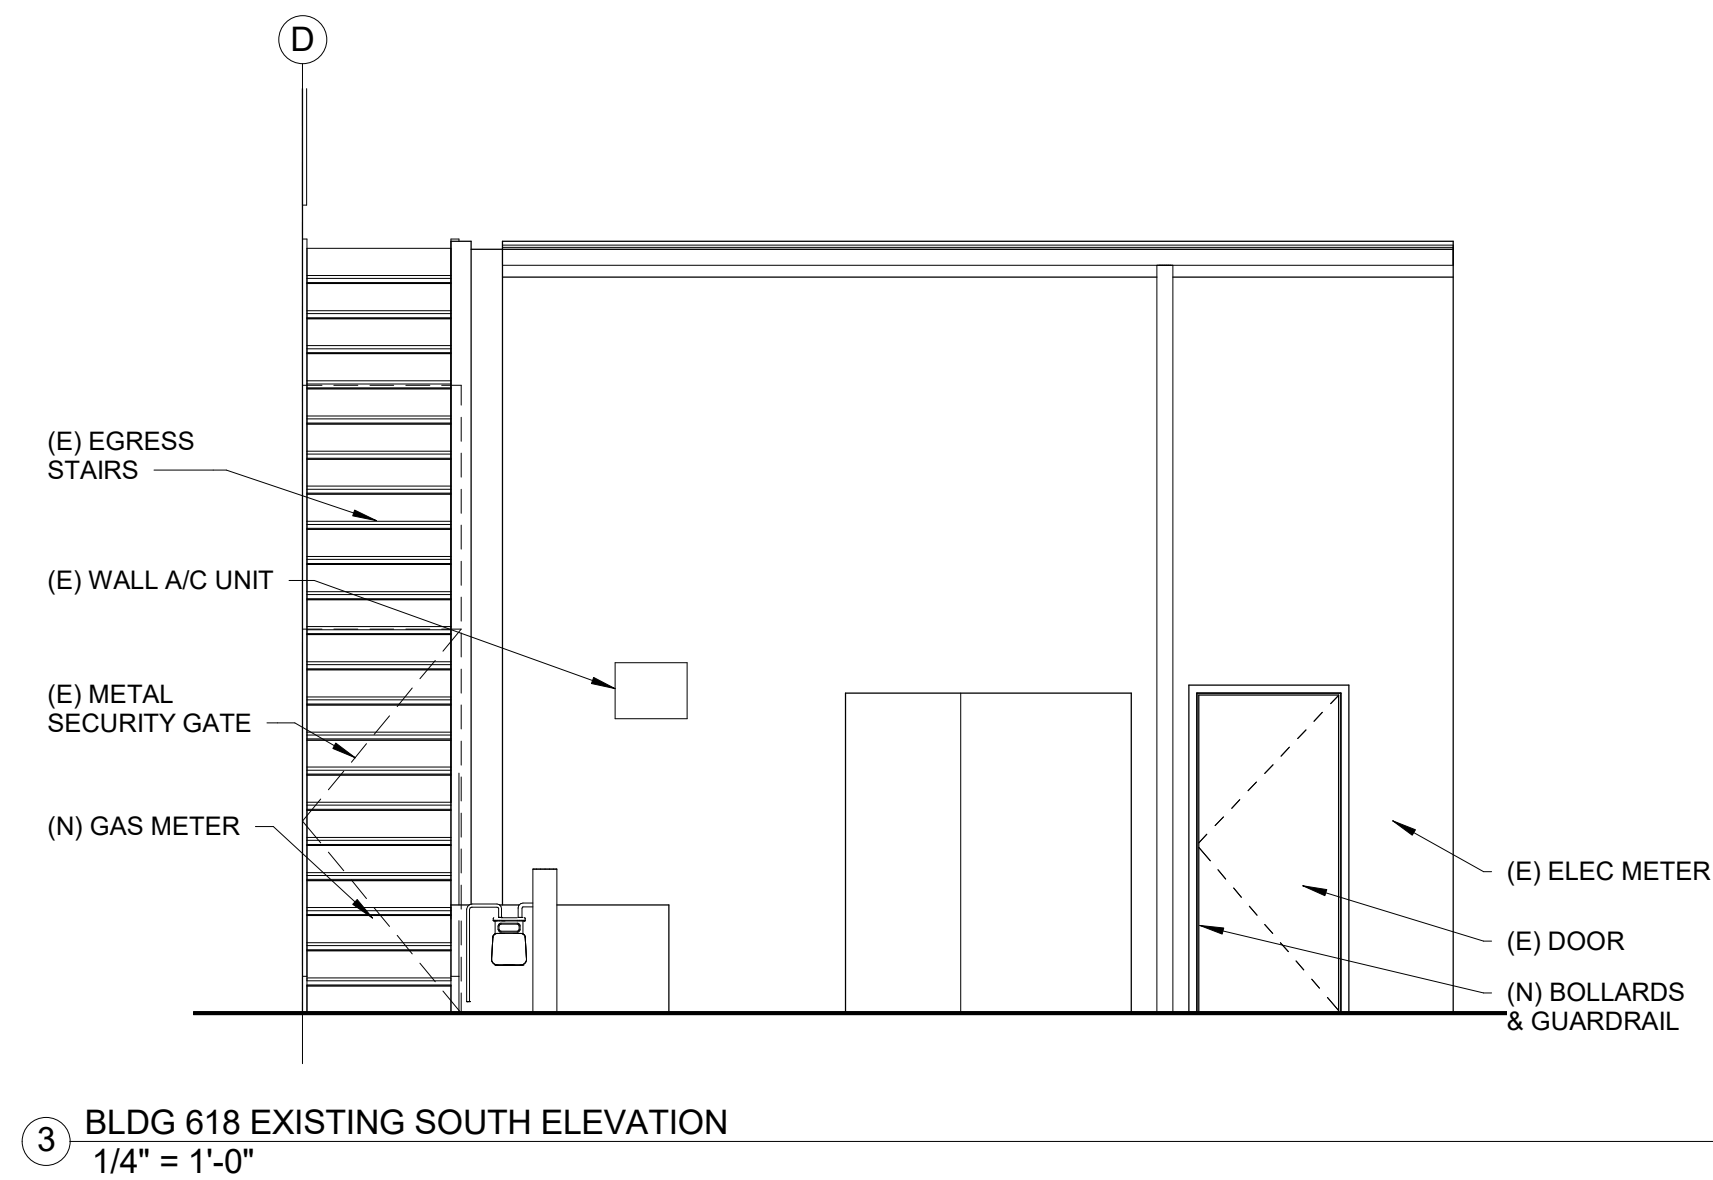 D
(E) EGRESS
STAIRS
(E) WALL A/C UNIT
(E) METAL
SECURITY GATE
(N) GAS METER
(E) ELEC METER
(E) DOOR
(N) BOLLARDS
& GUARDRAIL
3
BLDG 618 EXISTING SOUTH ELEVATION
1/4" = 1'-0"